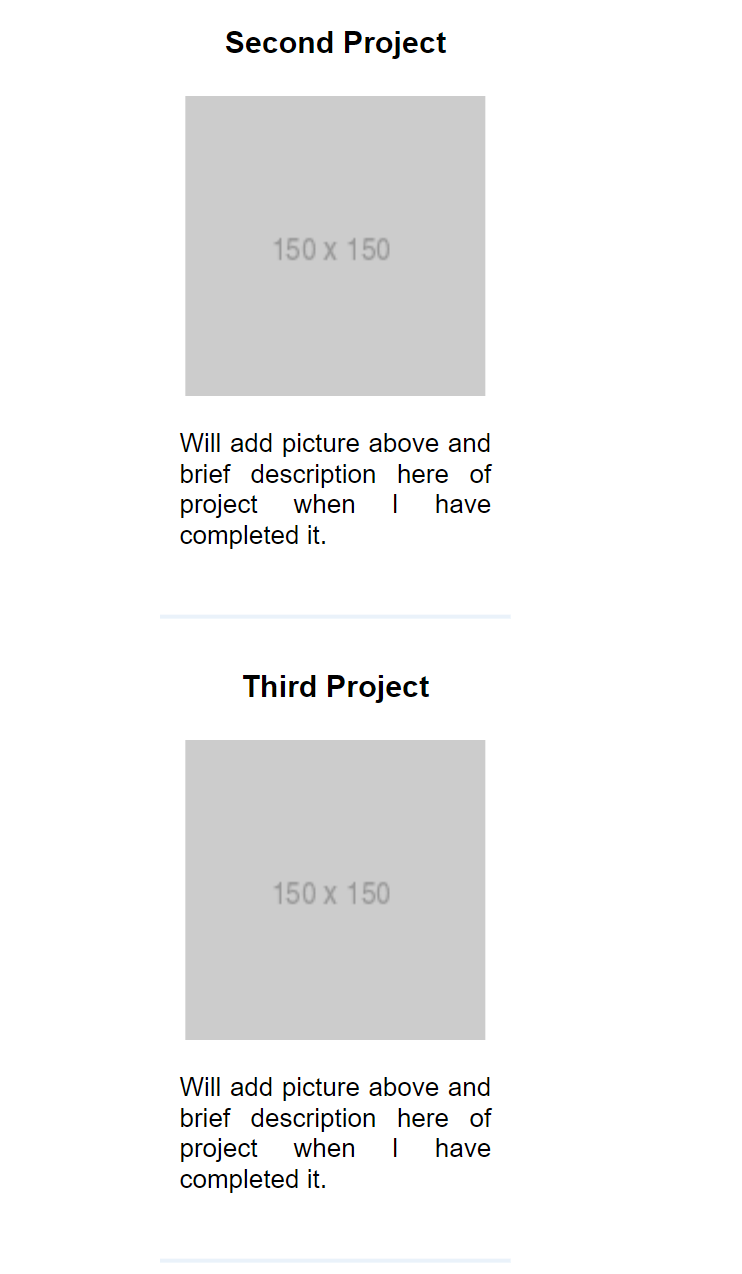 Second Project
150 x 150
Will add picture above and
brief description here of
project when I have
completed it.
Third Project
150 x 150
Will add picture above and
brief description here of
project when I have
completed it.